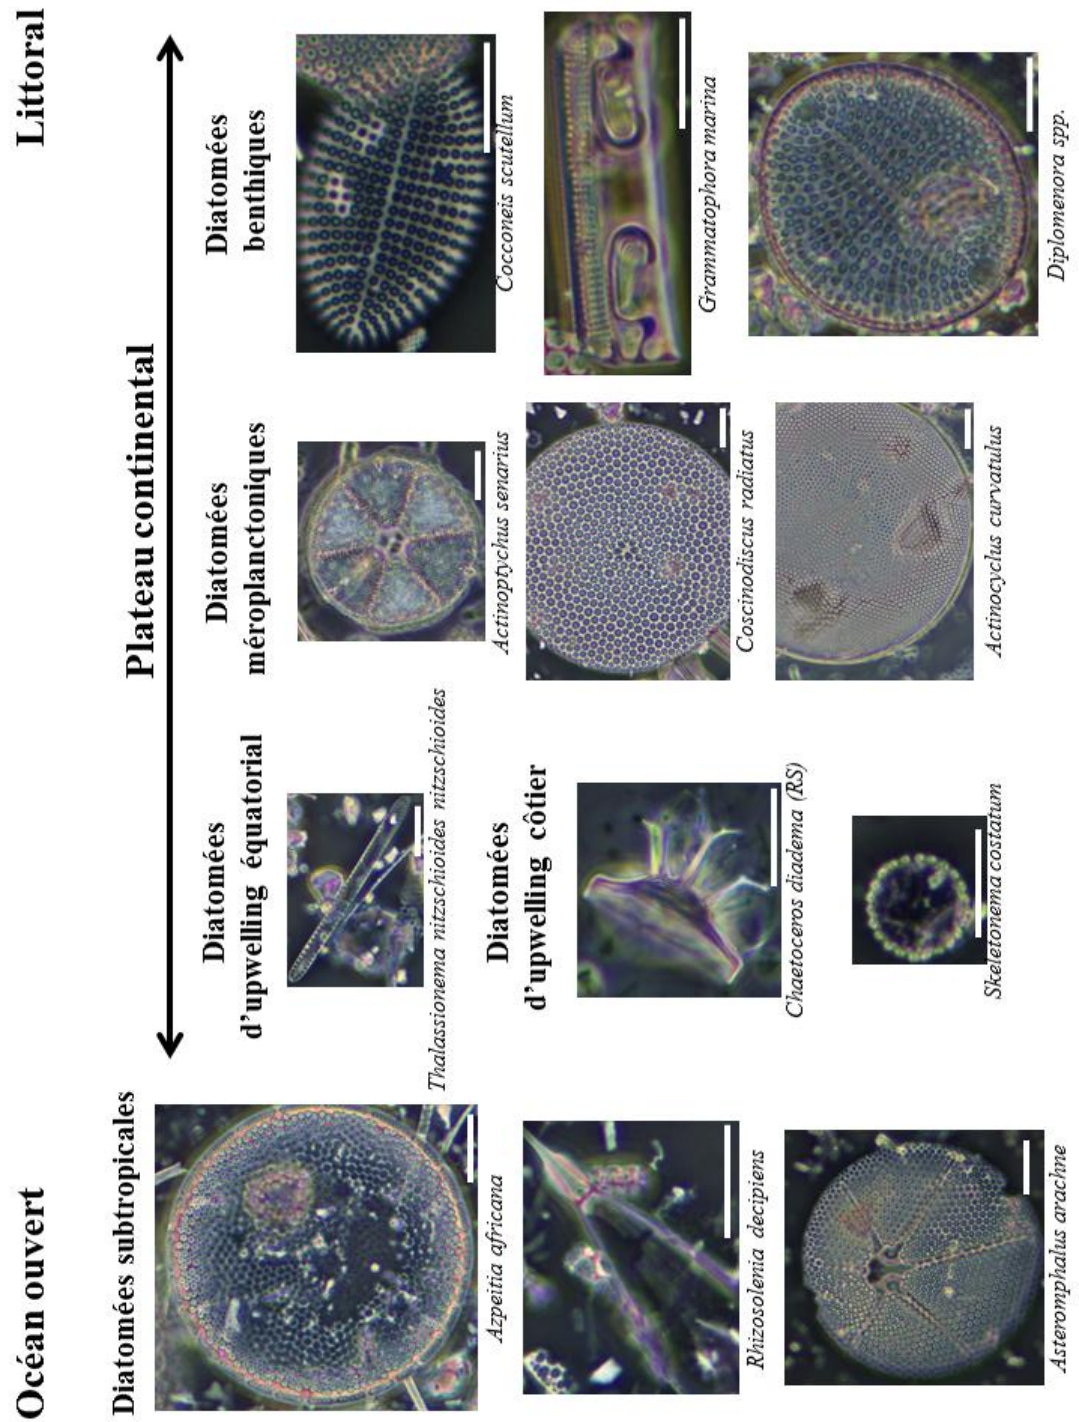 Océan ouvert
Littoral
Plateau continental
Diatomées subtropicales
Azpeitia africana
Rhizosolenia decipiens
Asteromphalus arachne
Diatomées
d’upwelling équatorial
Thalassionema nitzschioides nitzschioides
Diatomées
d’upwelling côtier
Chaetoceros diadema (RS)
Skeletonema costatum
Diatomées
méroplanctoniques
Actinoptychus senarius
Coscinodiscus radiatus
Actinocyclus curvatulus
Diatomées
benthiques
Cocconeis scutellum
Grammatophora marina
Diplomenora spp.